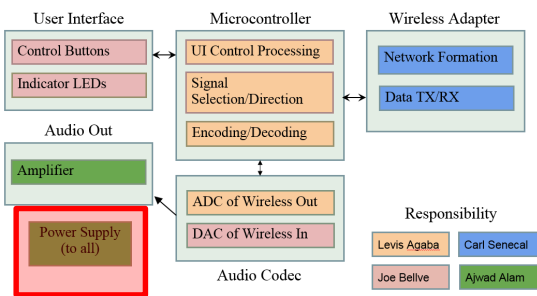 User Interface
Control Buttons
Indicator LEDs
Microcontroller
UI Control Processing
Signal
Selection/Direction
Encoding/Decoding
Wireless Adapter
Network Formation
Data TX/RX
Audio Out
Amplifier
Power Supply
(to all)
ADC of Wireless Out
DAC of Wireless In
Audio Codec
Responsibility
Levis Agaba
Carl Senecal
Joe Bellve
Ajwad Alam